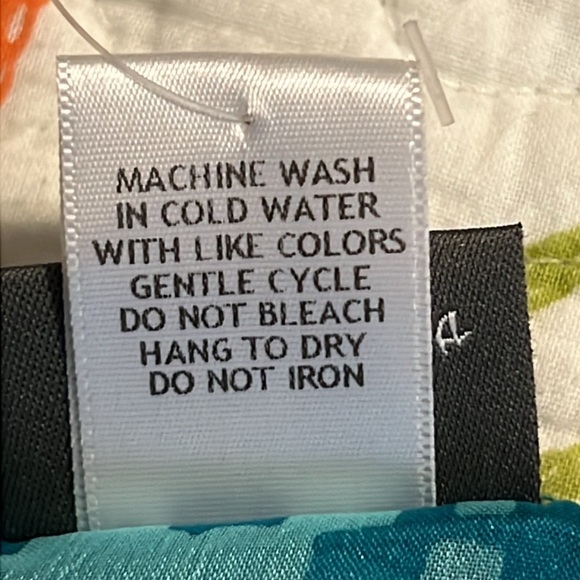 MACHINE WASH
IN COLD WATER
WITH LIKE COLORS
GENTLE CYCLE
DO NOT BLEACH
HANG TO DRY
DO NOT IRON